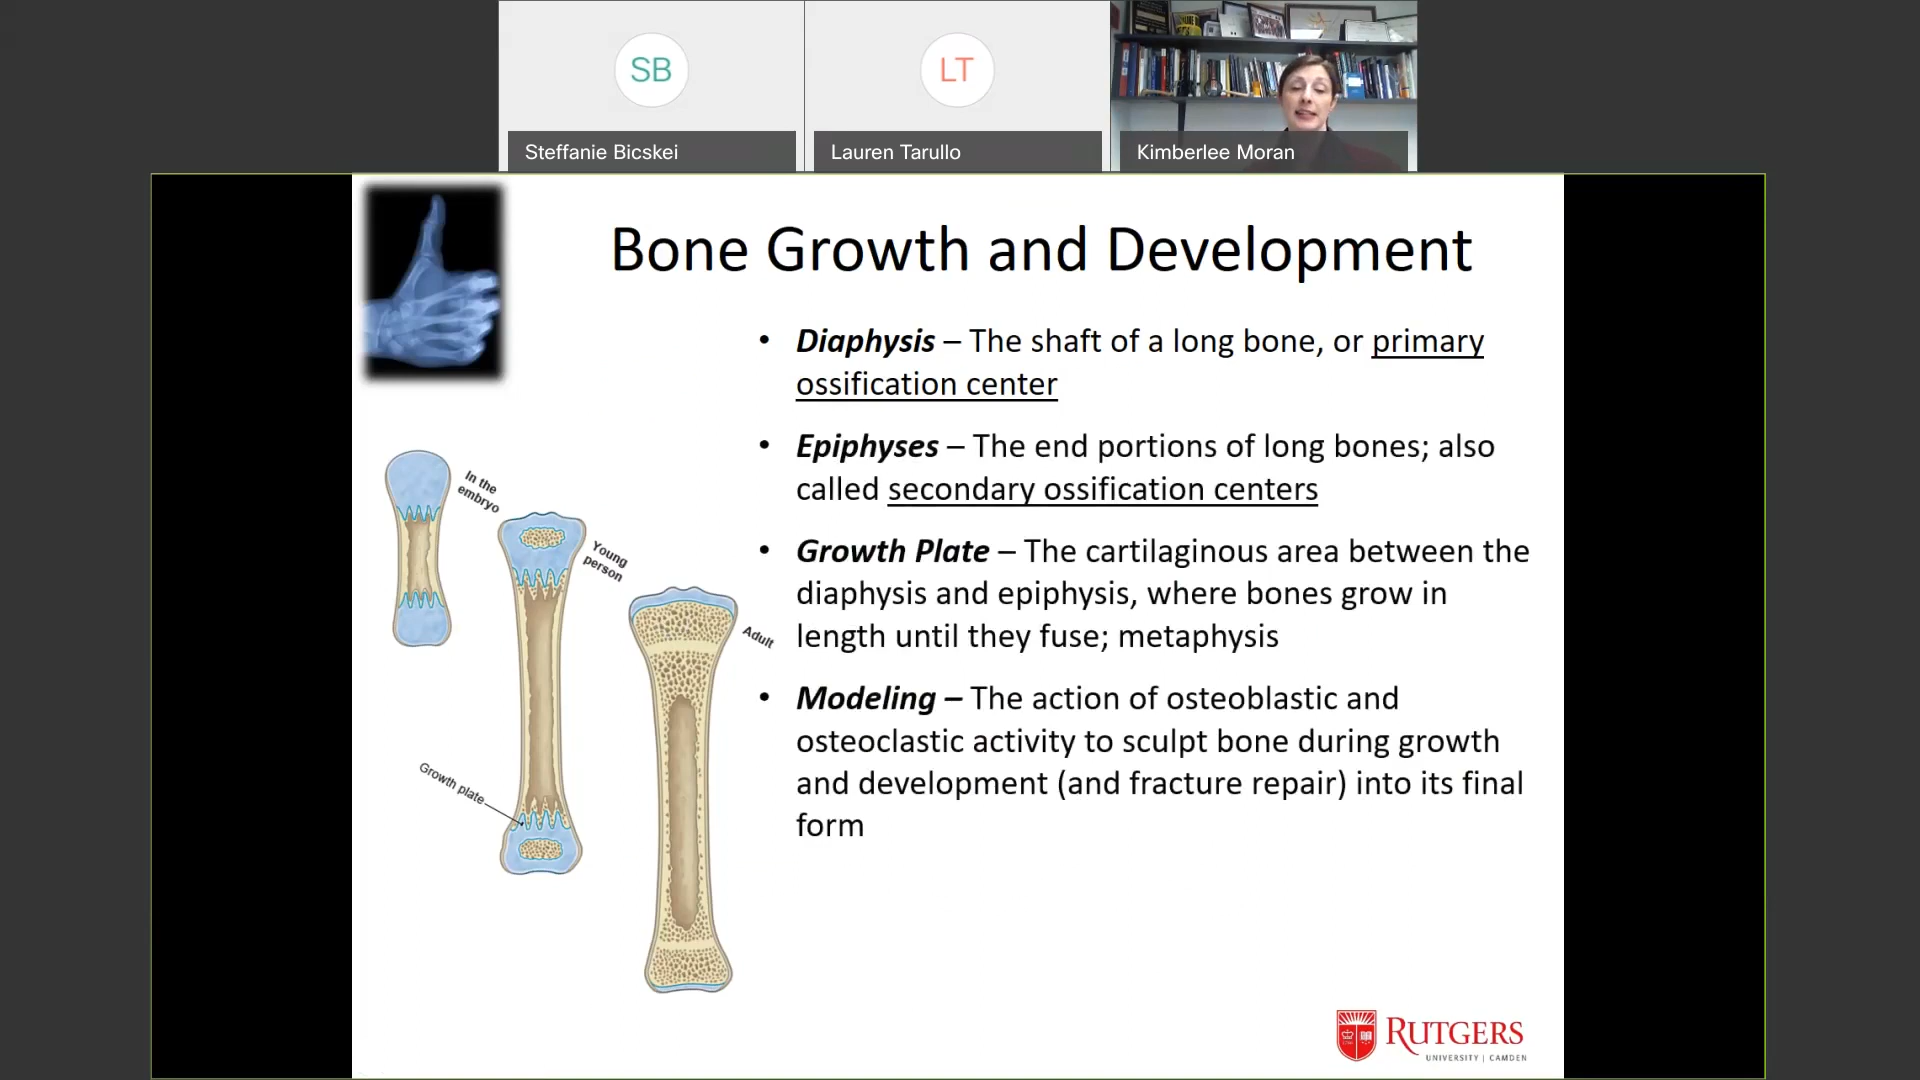 SB
LT
Steffanie Bicskei
Lauren Tarullo
Kimberlee Moran
Bone Growth and Development
• Diaphysis – The shaft of a long bone, or primary
ossification center
• Epiphyses – The end portions of long bones; also
called secondary ossification centers
• Growth Plate – The cartilaginous area between the
diaphysis and epiphysis, where bones grow in
length until they fuse; metaphysis
• Modeling – The action of osteoblastic and
osteoclastic activity to sculpt bone during growth
and development (and fracture repair) into its final
form
In the
embryo
Young
person
Adult
Growth plate
RUTGERS
UNIVERSITY | CAMDEN